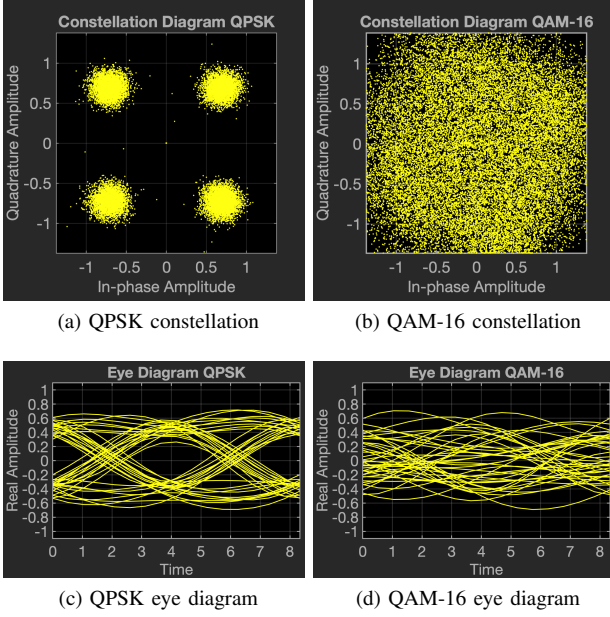 Constellation Diagram QPSK
Quadrature Amplitude
1
0.5
0
-0.5
-1
-1 -0.5 0 0.5 1
In-phase Amplitude
(a) QPSK constellation
Constellation Diagram QAM-16
Quadrature Amplitude
1
0.5
0
-0.5
-1
-1 -0.5 0 0.5 1
In-phase Amplitude
(b) QAM-16 constellation
Eye Diagram QPSK
Real Amplitude
1
0.8
0.6
0.4
0.2
0
-0.2
-0.4
-0.6
-0.8
-1
0 1 2 3 4 5 6 7 8
Time
(c) QPSK eye diagram
Eye Diagram QAM-16
Real Amplitude
1
0.8
0.6
0.4
0.2
0
-0.2
-0.4
-0.6
-0.8
-1
0 1 2 3 4 5 6 7 8
Time
(d) QAM-16 eye diagram